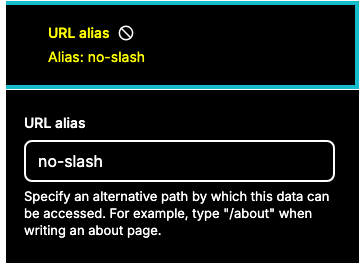 URL alias
Alias: no-slash
URL alias
no-slash
Specify an alternative path by which this data can
be accessed. For example, type "/about" when
writing an about page.